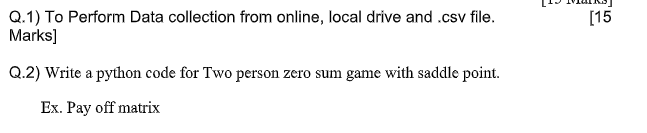 Q.1) To Perform Data collection from online, local drive and .csv file. [15
Marks]
Q.2) Write a python code for Two person zero sum game with saddle point.
Ex. Pay off matrix